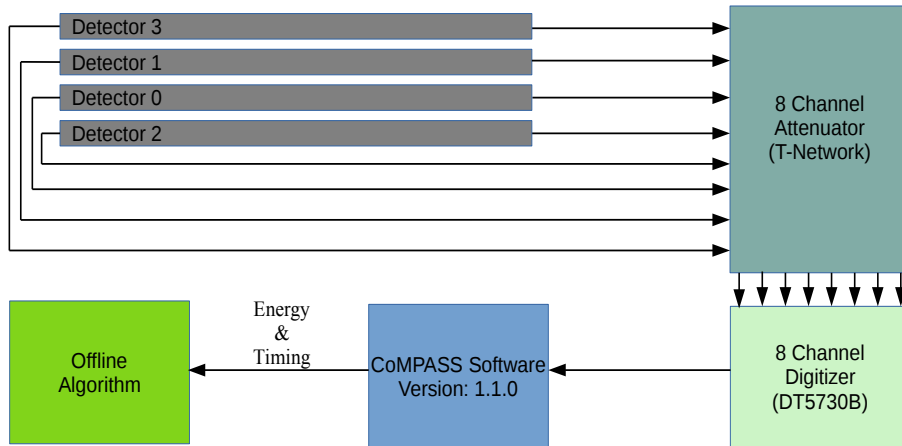 Detector 3
Detector 1
Detector 0
Detector 2
8 Channel
Attenuator
(T-Network)
Energy
&
Timing
Offline
Algorithm
CoMPASS Software
Version: 1.1.0
8 Channel
Digitizer
(DT5730B)